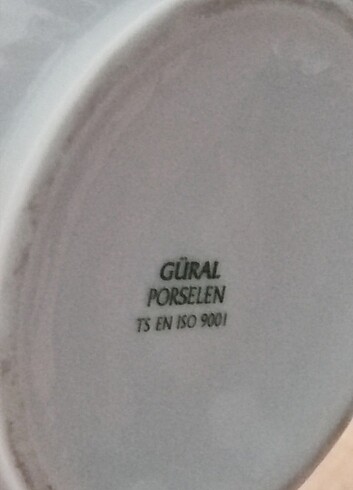 GÜRAL
PORSELEN
TS EN ISO 9001